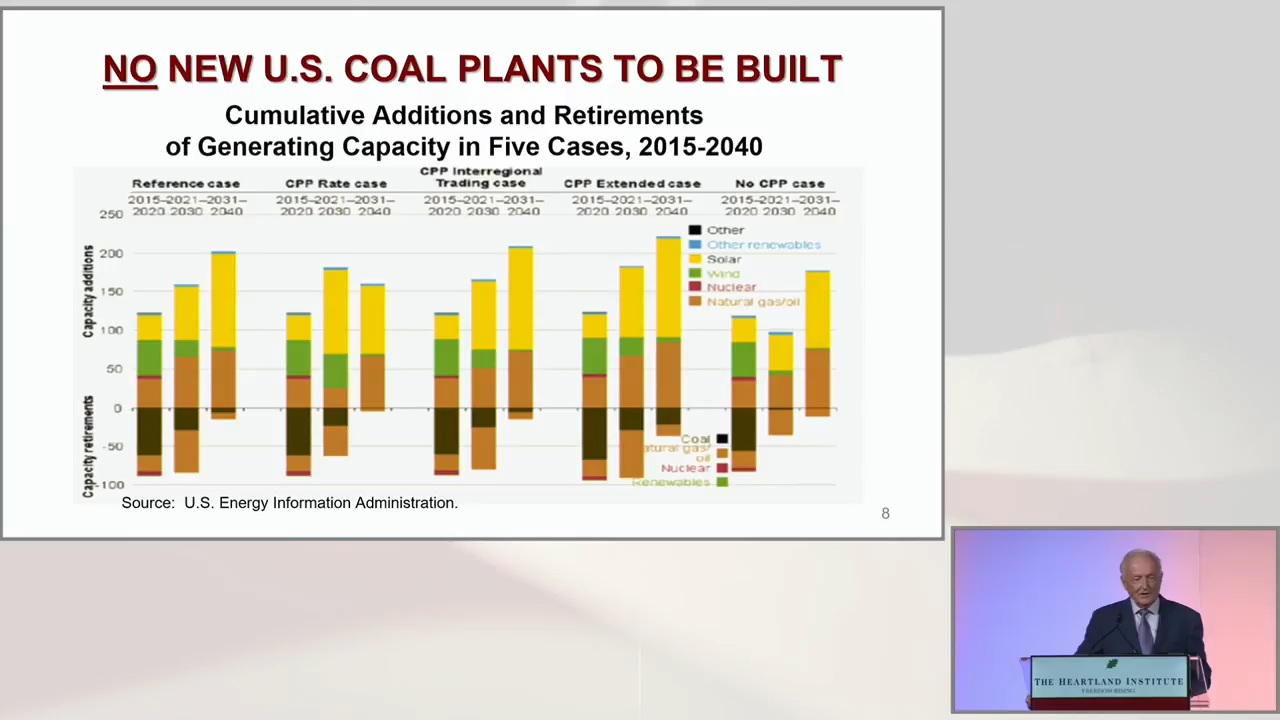 NO NEW U.S. COAL PLANTS TO BE BUILT
Cumulative Additions and Retirements
of Generating Capacity in Five Cases, 2015-2040
Reference case
CPP Rate case
CPP Interregional
Trading case
CPP Extended case
No CPP case
2015–2021–2031–
2020 2030 2040
2015–2021–2031–
2020 2030 2040
2015–2021–2031–
2020 2030 2040
2015–2021–2031–
2020 2030 2040
2015–2021–2031–
2020 2030 2040
Capacity additions
250
200
150
100
50
0
Capacity retirements
-50
-100
Other
Other renewables
Solar
Wind
Nuclear
Natural gas/oil
Coal
atural gas/
oil
Nuclear
Renewables
Source: U.S. Energy Information Administration.
8
THE HEARTLAND INSTITUTE
FREEDOM RISING